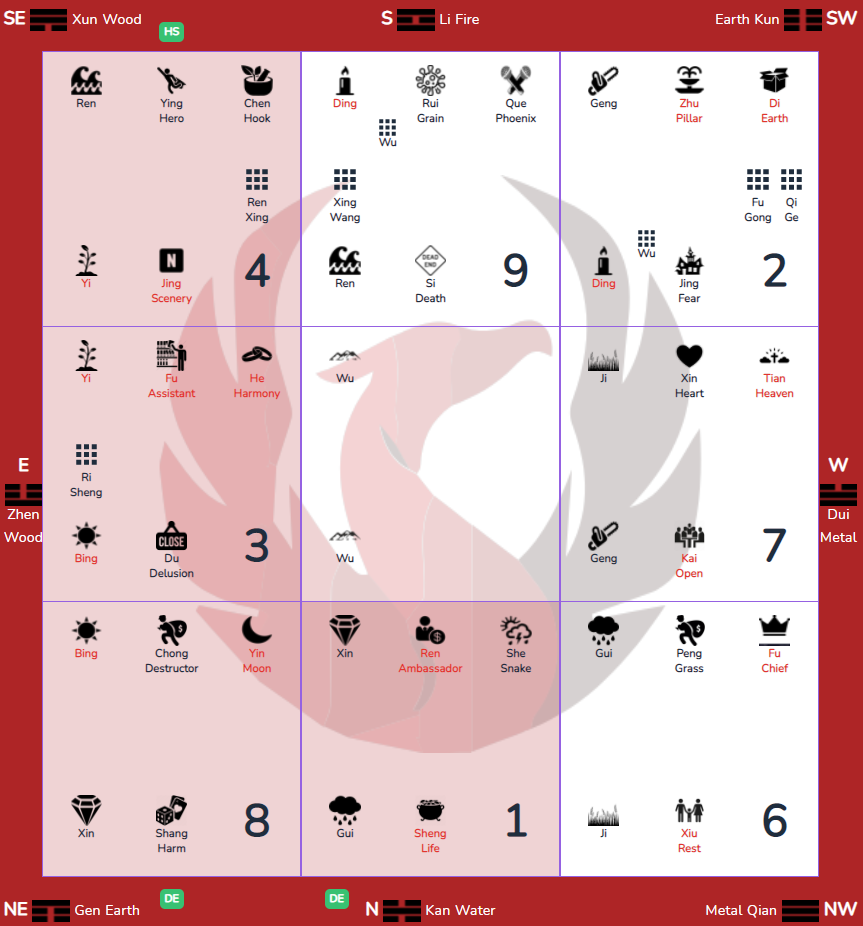 SE Xun Wood
HS
S Li Fire
Earth Kun SW
Ren Ying Hero Chen Hook
Ding Rui Grain Que Phoenix
Wu
Geng Zhu Pillar Di Earth
Ren Xing
Xing Wang
Fu Gong Qi Ge
Yi N Jing Scenery 4
Ren DEAD END Si Death 9
Ding Wu Jing Fear 2
Yi Fu Assistant He Harmony
Wu
Ji Xin Heart Tian Heaven
Ri Sheng
E
Zhen Wood
W
Dui Metal
Bing CLOSE Du Delusion 3
Wu
Geng Kai Open 7
Bing Chong Destructor Yin Moon
Xin Ren Ambassador She Snake
Gui Peng Grass Fu Chief
Xin Shang Harm 8
Gui Sheng Life 1
Ji Xiu Rest 6
NE Gen Earth
DE
DE
N Kan Water
Metal Qian NW